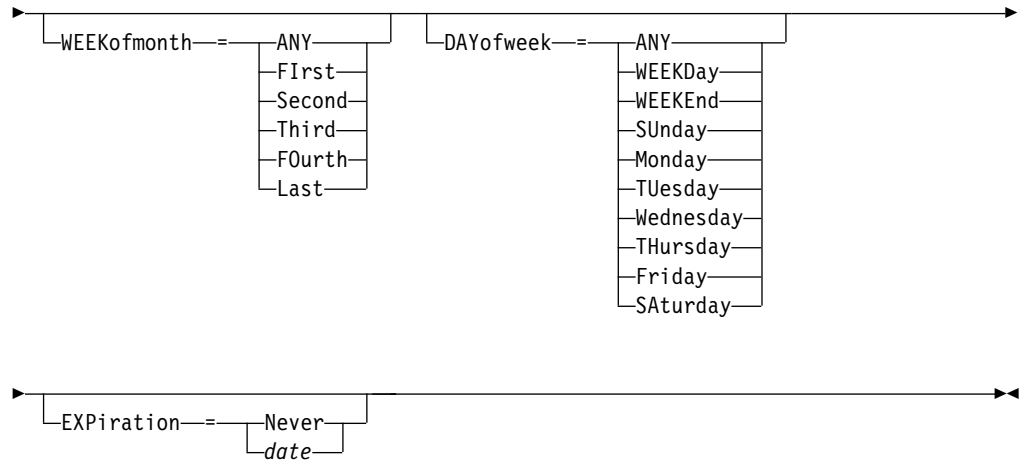 WEEKofmonth = ANY DAYofweek = ANY
FIrst WEEKDay
Second WEEKEnd
Third SUnday
FOurth Monday
Last TUesday
Wednesday
THursday
Friday
SAturday
EXPiration = Never
date